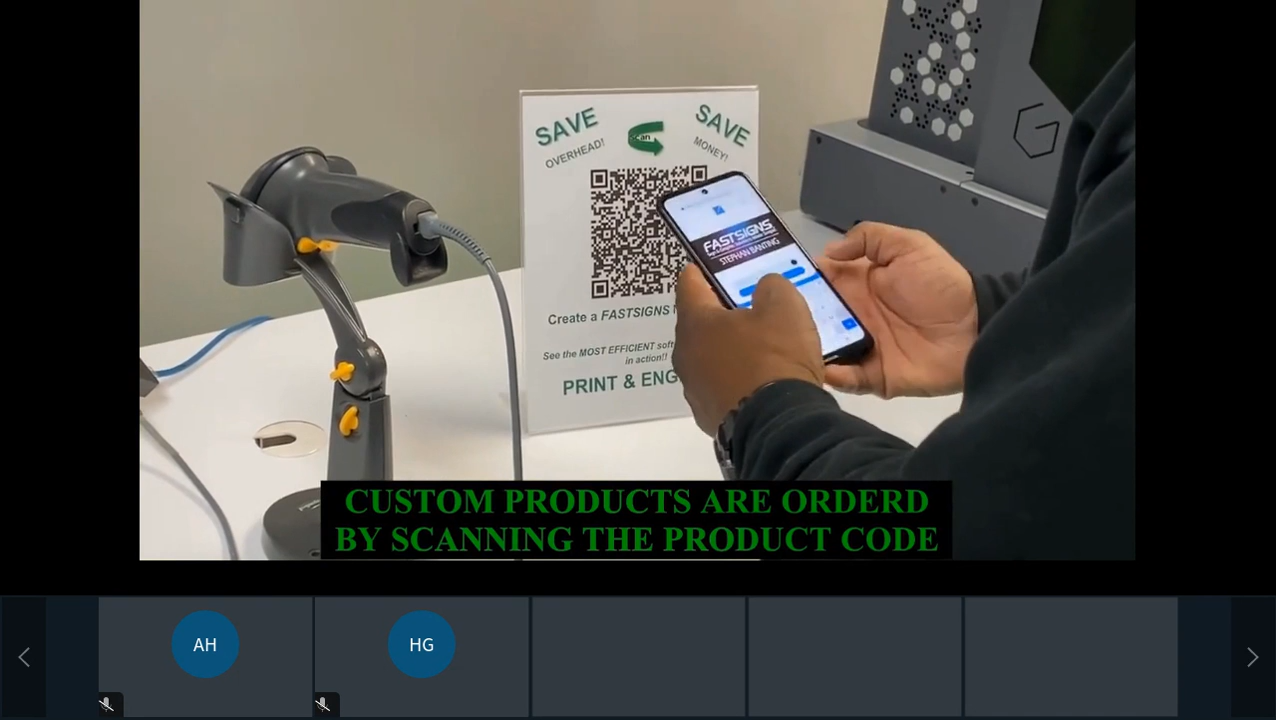 SAVE
OVERHEAD!
Scan
SAVE
MONEY!
FASTSIGNS
STEPHAN BANTING
Create a FASTSIGNS
See the MOST EFFICIENT
in action!!
PRINT &
CUSTOM PRODUCTS ARE ORDERD
BY SCANNING THE PRODUCT CODE
AH
HG